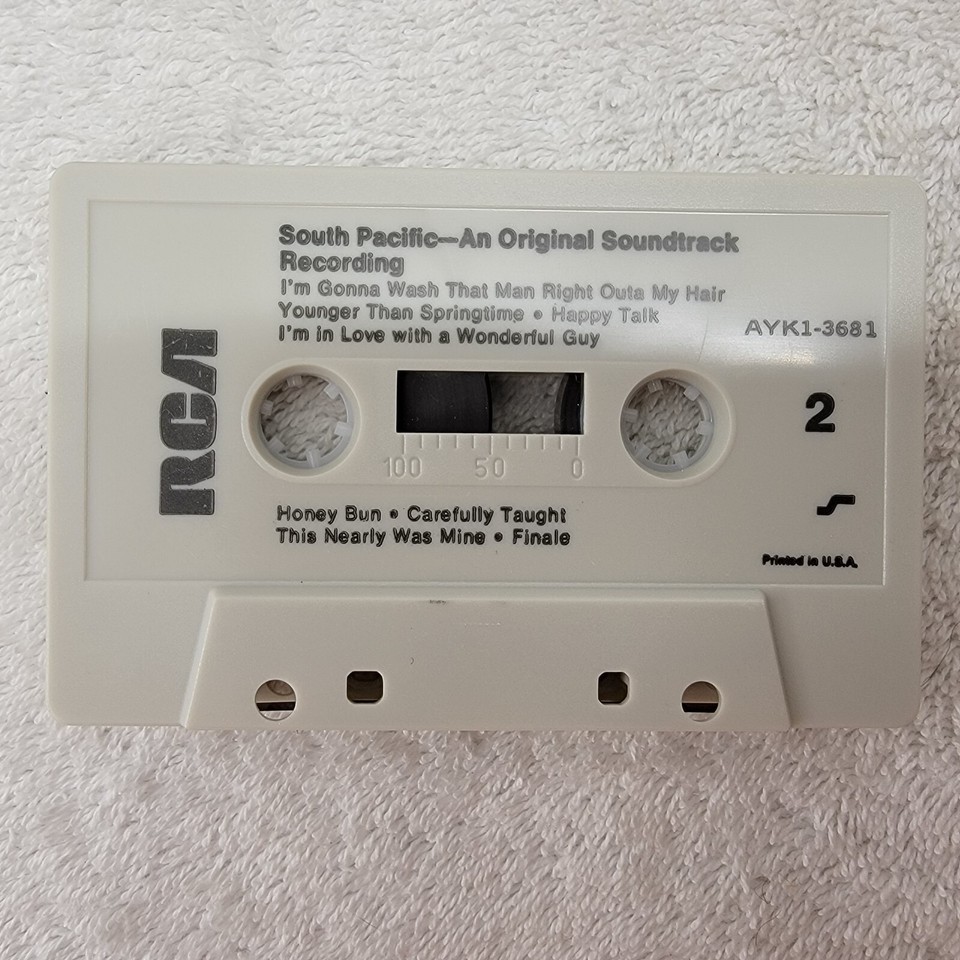 South Pacific—An Original Soundtrack
Recording
I'm Gonna Wash That Man Right Outa My Hair
Younger Than Springtime • Happy Talk
I'm in Love with a Wonderful Guy
AYK1-3681
RCA
2
100 50 0
Honey Bun • Carefully Taught
This Nearly Was Mine • Finale
Printed in U.S.A.